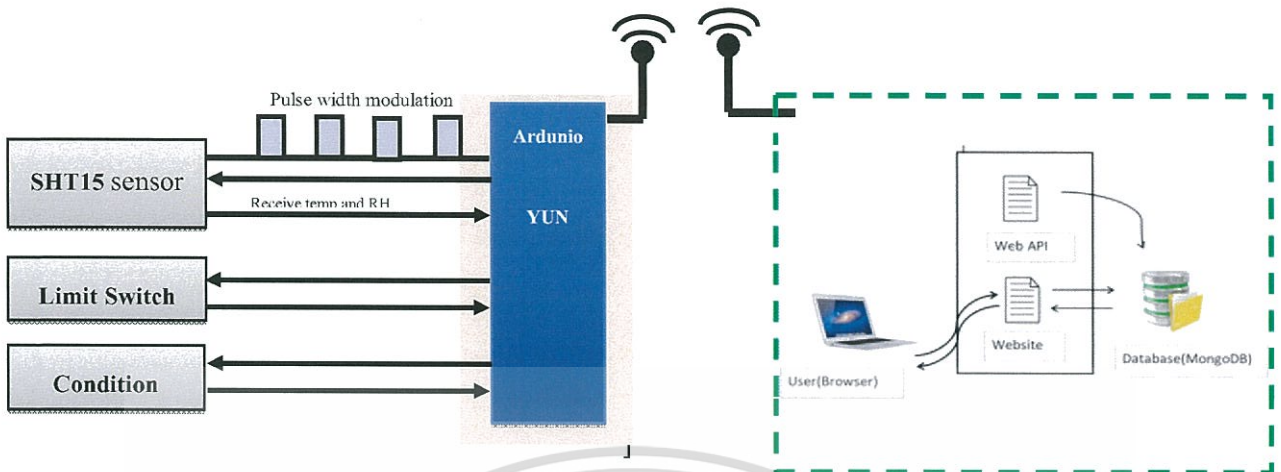 Pulse width modulation
SHT15 sensor
Receive temp and RH
Limit Switch
Condition
Ardunio
YUN
Web API
Website
User(Browser)
Database(MongoDB)